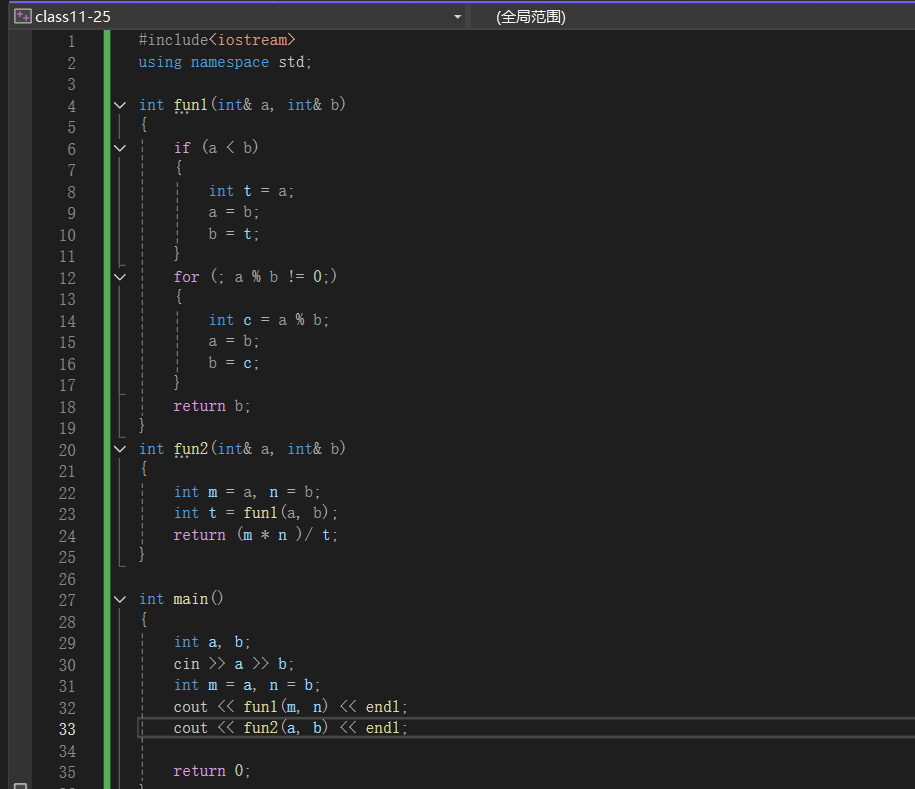 class11-25 (全局范围)
1 #include<iostream>
2 using namespace std;
3
4 int fun1(int& a, int& b)
5 {
6 if (a < b)
7 {
8 int t = a;
9 a = b;
10 b = t;
11 }
12 for (; a % b != 0;)
13 {
14 int c = a % b;
15 a = b;
16 b = c;
17 }
18 return b;
19 }
20 int fun2(int& a, int& b)
21 {
22 int m = a, n = b;
23 int t = fun1(a, b);
24 return (m * n )/ t;
25 }
26
27 int main()
28 {
29 int a, b;
30 cin >> a >> b;
31 int m = a, n = b;
32 cout << fun1(m, n) << endl;
33 cout << fun2(a, b) << endl;
34
35 return 0;